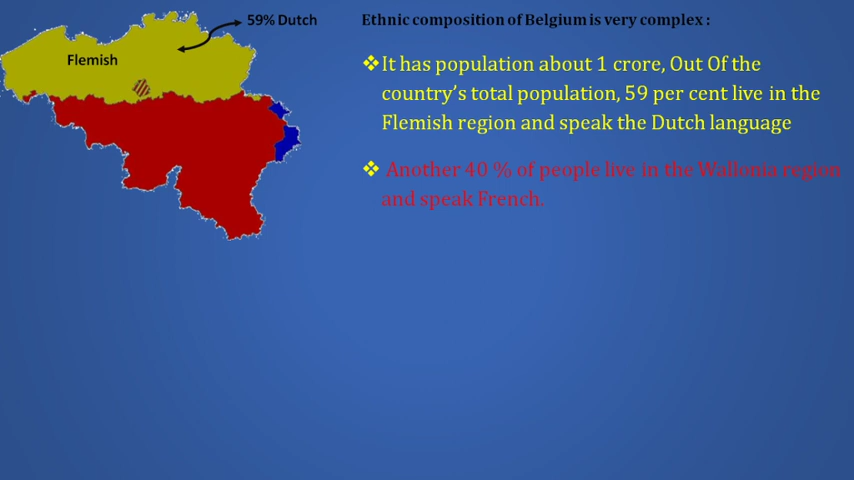 59% Dutch
Flemish
Ethnic composition of Belgium is very complex :
❖It has population about 1 crore, Out Of the
country's total population, 59 per cent live in the
Flemish region and speak the Dutch language
❖ Another 40 % of people live in the Wallonia region
and speak French.